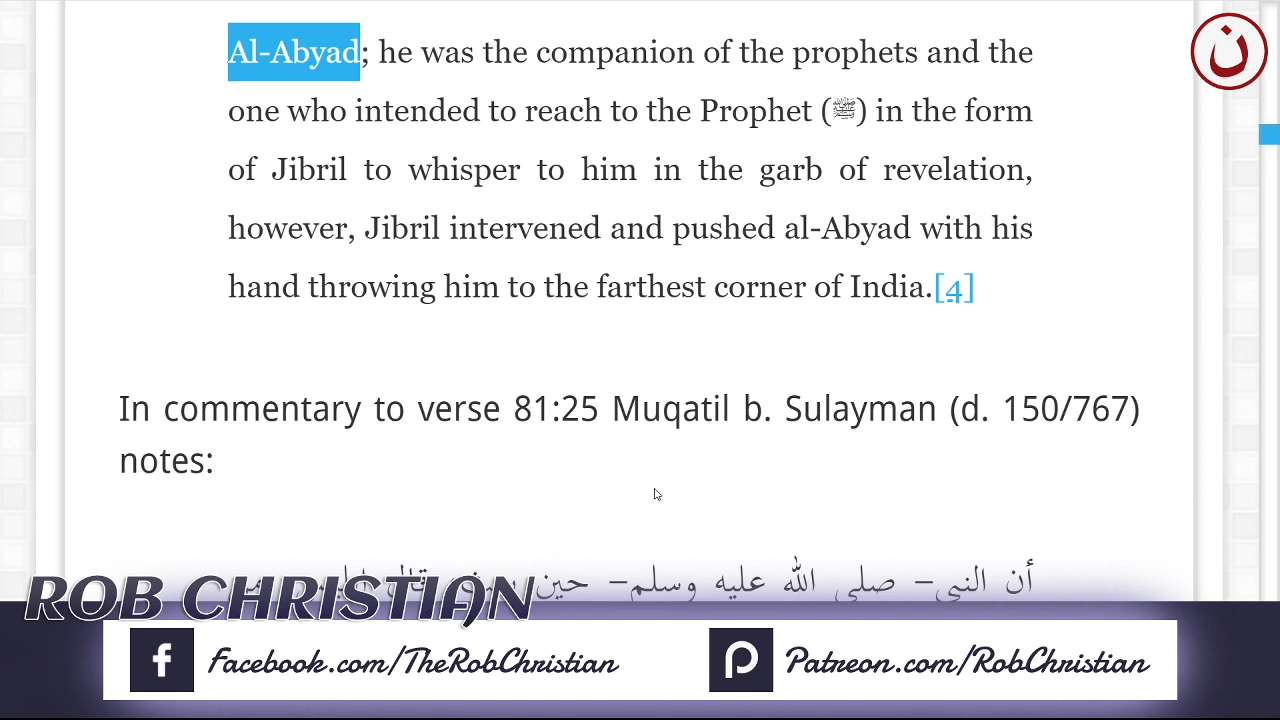 Al-Abyad; he was the companion of the prophets and the
one who intended to reach to the Prophet (ﷺ) in the form
of Jibril to whisper to him in the garb of revelation,
however, Jibril intervened and pushed al-Abyad with his
hand throwing him to the farthest corner of India.[4]
In commentary to verse 81:25 Muqatil b. Sulayman (d. 150/767)
notes:
أن النبي– صلى الله عليه وسلم– حين
ROB CHRISTIAN
Facebook.com/TheRobChristian
Patreon.com/RobChristian
ن